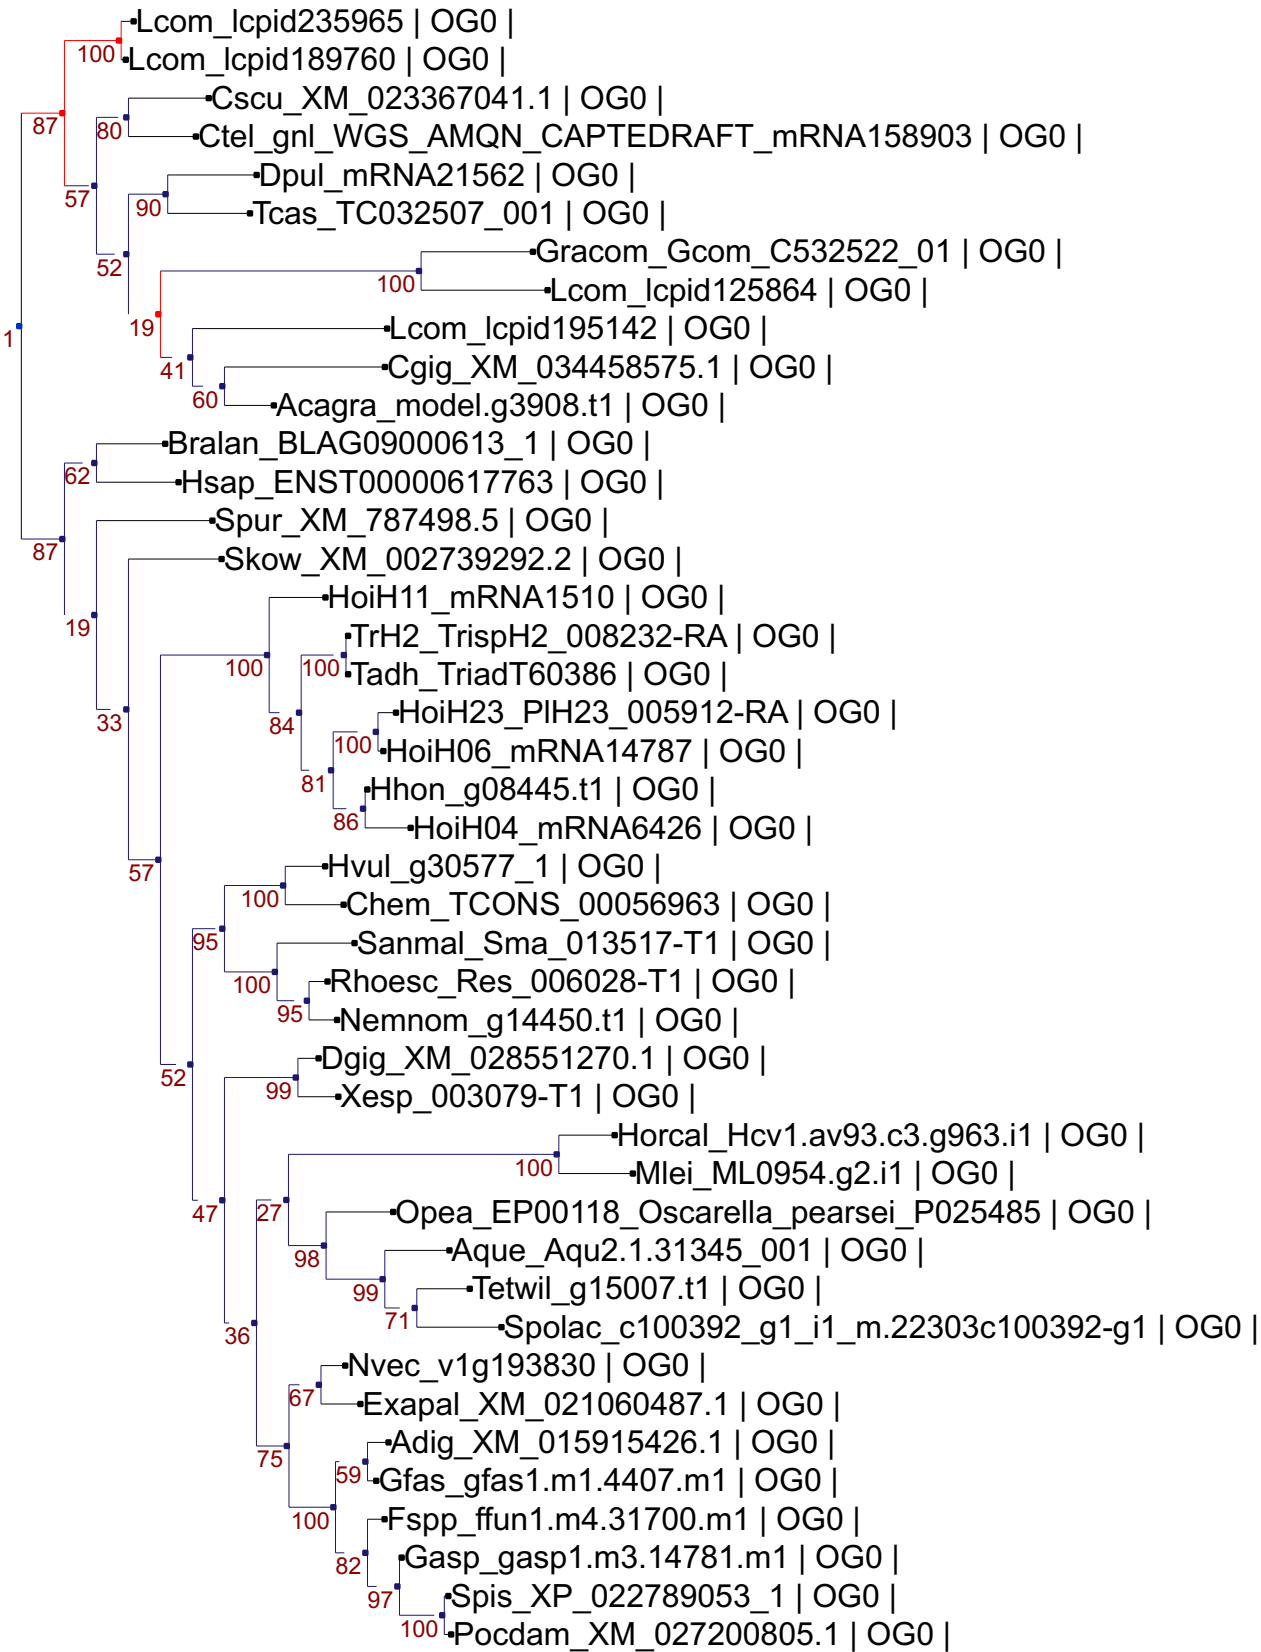 Lcom_lcpid235965 | OG0 |
100
Lcom_lcpid189760 | OG0 |
Cscu_XM_023367041.1 | OG0 |
87
80
Ctel_gnl_WGS_AMQN_CAPTEDRAFT_mRNA158903 | OG0 |
Dpul_mRNA21562 | OG0 |
57
90
Tcas_TC032507_001 | OG0 |
Gracom_Gcom_C532522_01 | OG0 |
52
100
Lcom_lcpid125864 | OG0 |
19
Lcom_lcpid195142 | OG0 |
1
Cgig_XM_034458575.1 | OG0 |
41
60
Acagra_model.g3908.t1 | OG0 |
Bralan_BLAG09000613_1 | OG0 |
62
Hsap_ENST00000617763 | OG0 |
Spur_XM_787498.5 | OG0 |
87
Skow_XM_002739292.2 | OG0 |
HoiH11_mRNA1510 | OG0 |
19
TrH2_TrispH2_008232-RA | OG0 |
100
100
Tadh_TriadT60386 | OG0 |
HoiH23_PlH23_005912-RA | OG0 |
33
84
100
HoiH06_mRNA14787 | OG0 |
81
Hhon_g08445.t1 | OG0 |
86
HoiH04_mRNA6426 | OG0 |
57
Hvul_g30577_1 | OG0 |
100
Chem_TCONS_00056963 | OG0 |
95
Sanmal_Sma_013517-T1 | OG0 |
100
Rhoesc_Res_006028-T1 | OG0 |
95
Nemnom_g14450.t1 | OG0 |
Dgig_XM_028551270.1 | OG0 |
52
99
Xesp_003079-T1 | OG0 |
Horcal_Hcv1.av93.c3.g963.i1 | OG0 |
100
Mlei_ML0954.g2.i1 | OG0 |
47
27
Opea_EP00118_Oscarella_pearsei_P025485 | OG0 |
98
Aque_Aqu2.1.31345_001 | OG0 |
99
Tetwil_g15007.t1 | OG0 |
71
Spolac_c100392_g1_i1_m.22303c100392-g1 | OG0 |
36
Nvec_v1g193830 | OG0 |
67
Exapal_XM_021060487.1 | OG0 |
Adig_XM_015915426.1 | OG0 |
75
59
Gfas_gfas1.m1.4407.m1 | OG0 |
100
Fspp_ffun1.m4.31700.m1 | OG0 |
82
Gasp_gasp1.m3.14781.m1 | OG0 |
97
Spis_XP_022789053_1 | OG0 |
100
Pocdam_XM_027200805.1 | OG0 |